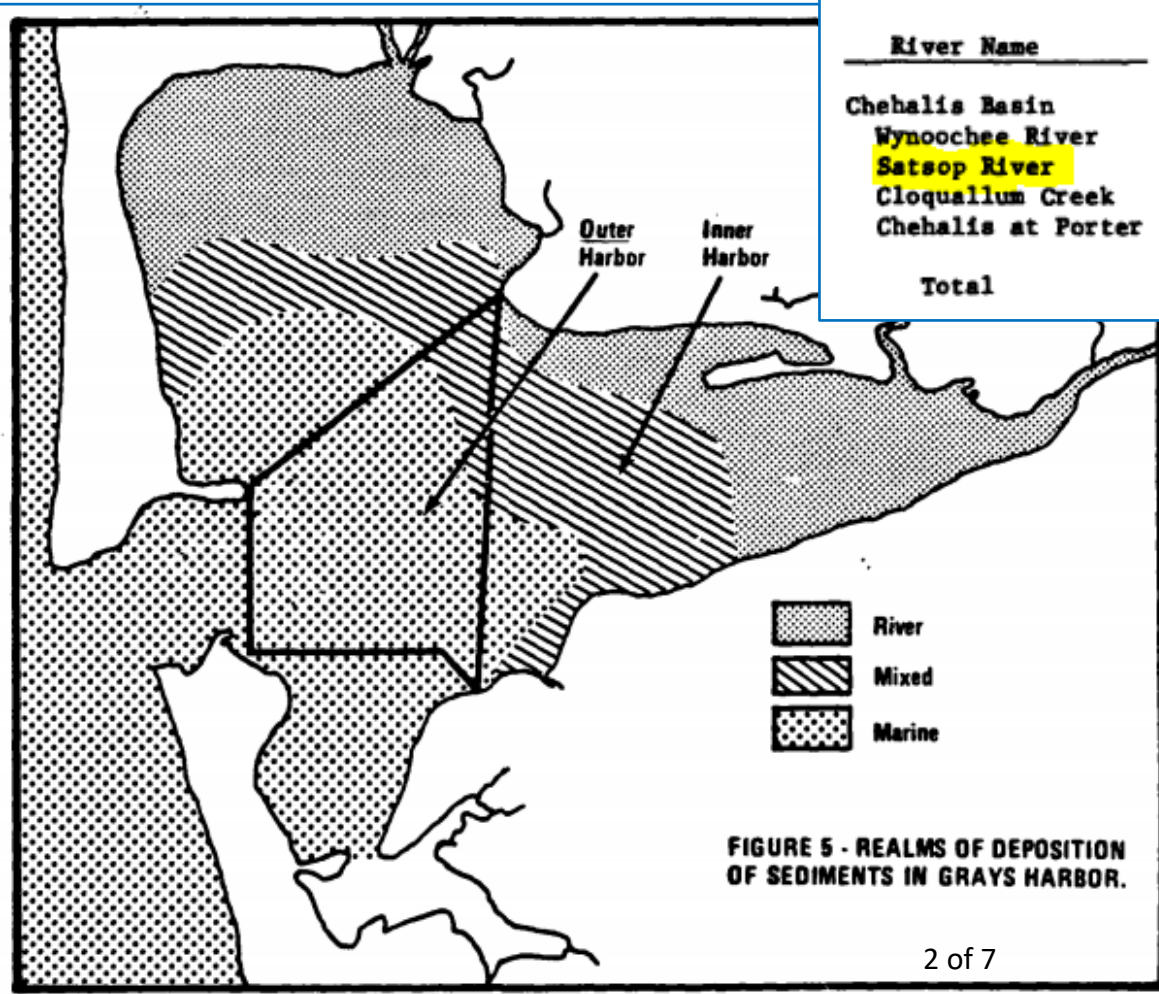 River Name
Chehalis Basin
Wynoochee River
Satsop River
Cloquallum Creek
Chehalis at Porter
Total
Outer
Harbor
Inner
Harbor
River
Mixed
Marine
FIGURE 5 - REALMS OF DEPOSITION
OF SEDIMENTS IN GRAYS HARBOR.
2 of 7